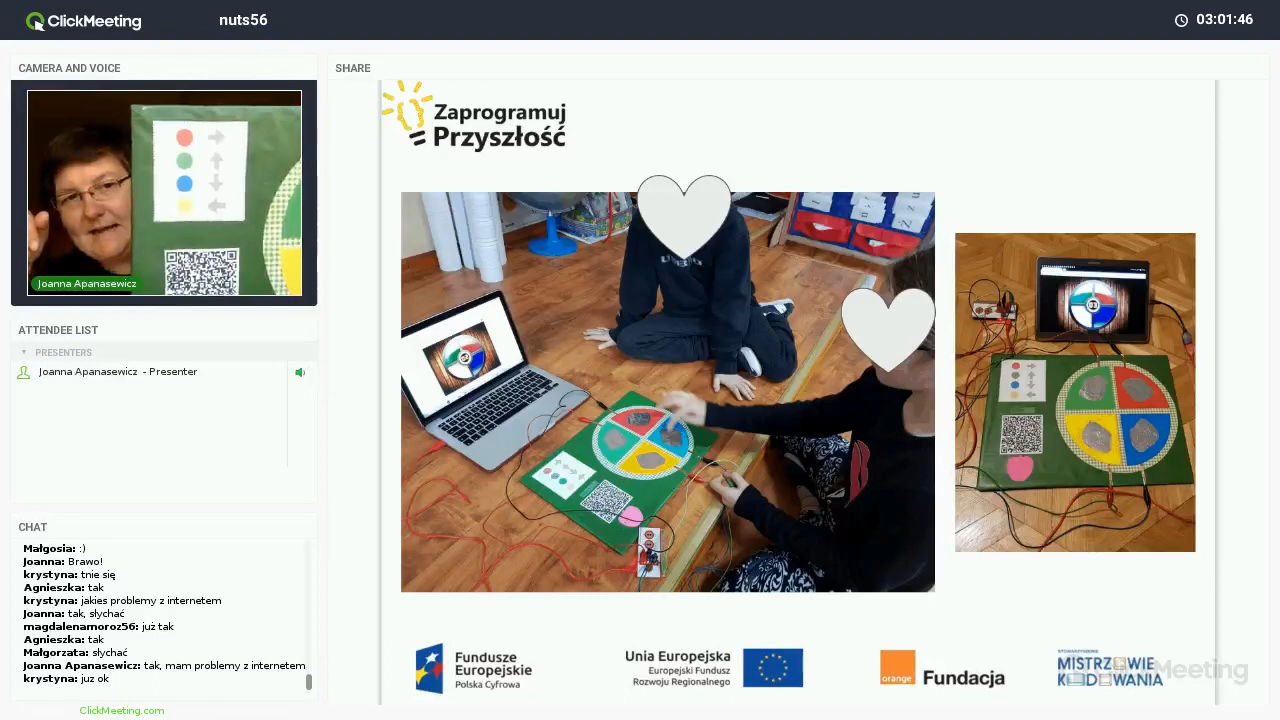 ClickMeeting
nuts56
03:01:46
CAMERA AND VOICE
Joanna Apanasewicz
ATTENDEE LIST
PRESENTERS
Joanna Apanasewicz - Presenter
CHAT
Małgosia: :)
Joanna: Brawo!
krystyna: tnie się
Agnieszka: tak
krystyna: jakies problemy z internetem
Joanna: tak, słychać
magdalenamoroz56: już tak
Agnieszka: tak
Małgorzata: słychać
Joanna Apanasewicz: tak, mam problemy z internetem
krystyna: juz ok
ClickMeeting.com
SHARE
Zaprogramuj
Przyszłość
Fundusze
Europejskie
Polska Cyfrowa
Unia Europejska
Europejski Fundusz
Rozwoju Regionalnego
orange
Fundacja
STOWARZYSZENIE
MISTRZOWIE
KODOWANIA